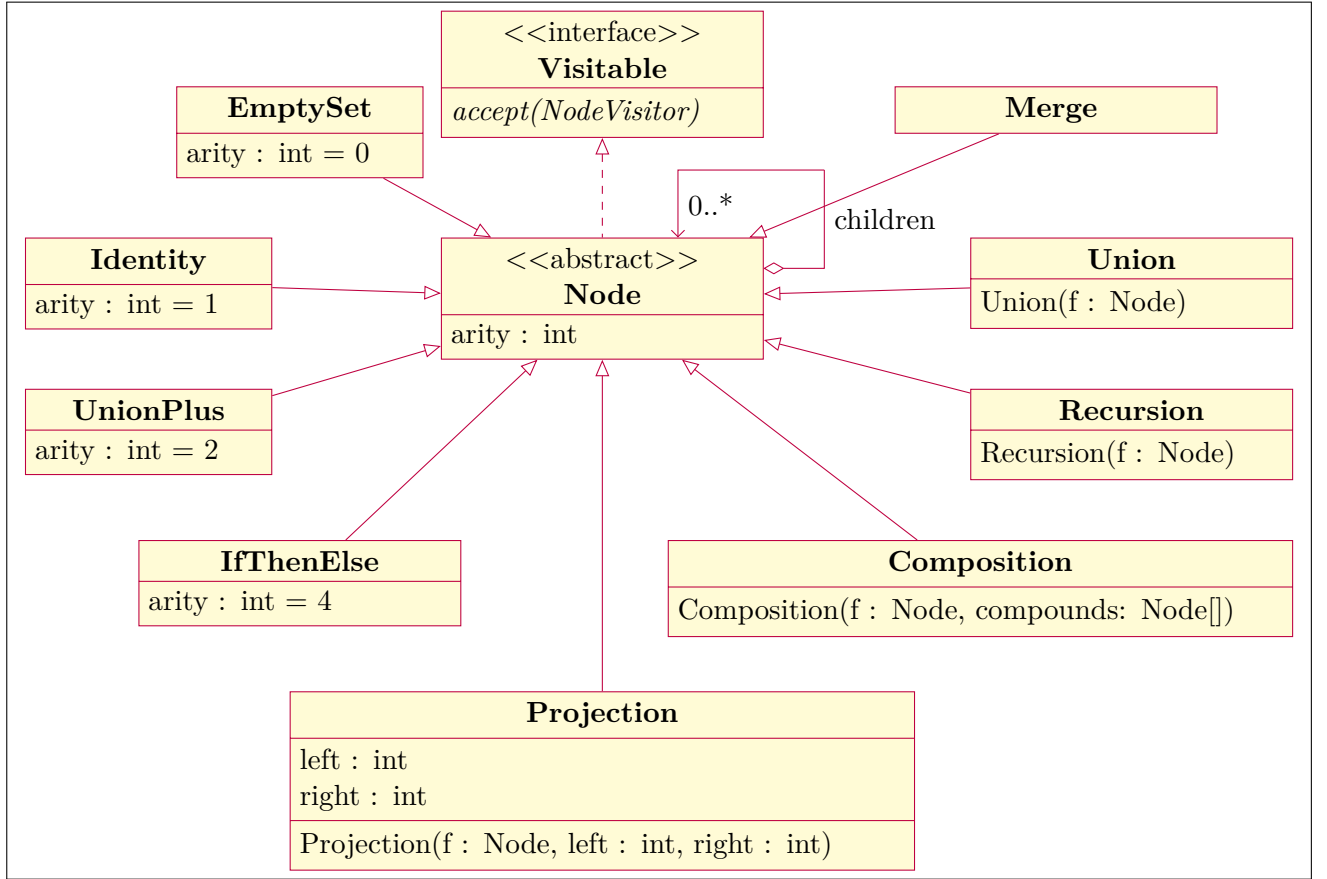 <<interface>>
Visitable
accept(NodeVisitor)
EmptySet
arity : int = 0
Merge
0..*
children
Identity
arity : int = 1
<<abstract>>
Node
arity : int
Union
Union(f : Node)
UnionPlus
arity : int = 2
Recursion
Recursion(f : Node)
IfThenElse
arity : int = 4
Composition
Composition(f : Node, compounds: Node[])
Projection
left : int
right : int
Projection(f : Node, left : int, right : int)